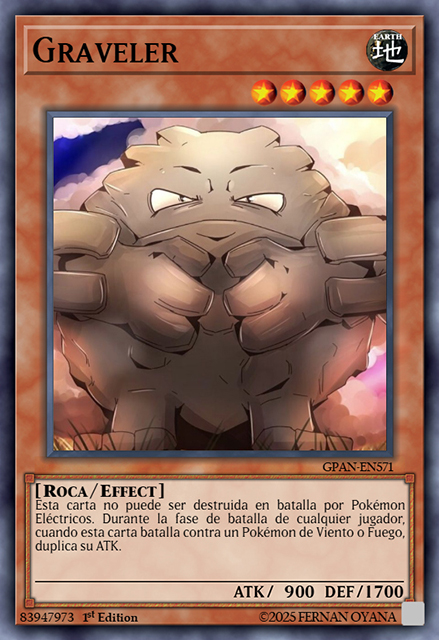 GRAVELER
EARTH
地
GPAN-EN571
[ROCA/EFFECT]
Esta carta no puede ser destruida en batalla por Pokémon
Eléctricos. Durante la fase de batalla de cualquier jugador,
cuando esta carta batalla contra un Pokémon de Viento o Fuego,
duplica su ATK.
ATK/ 900 DEF/1700
83947973 1st Edition ©2025 FERNAN OYANA